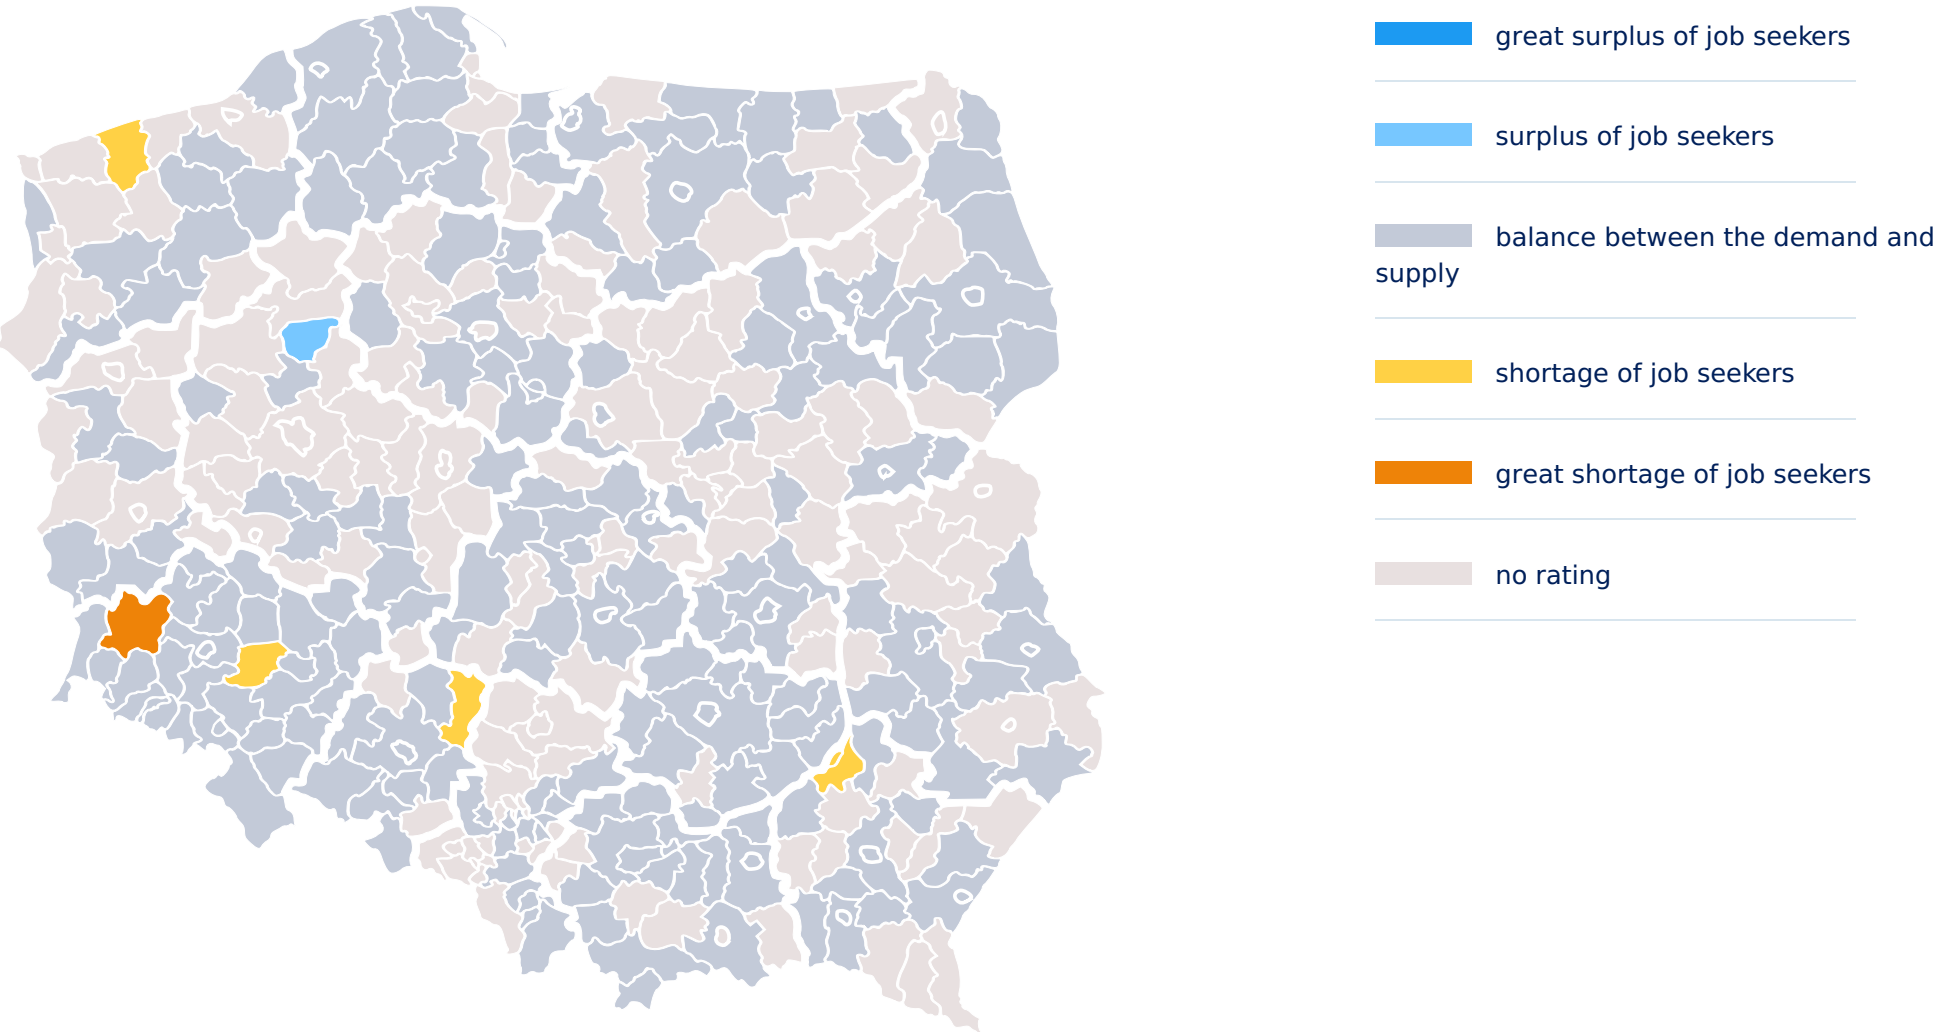 great surplus of job seekers
surplus of job seekers
balance between the demand and
supply
shortage of job seekers
great shortage of job seekers
no rating